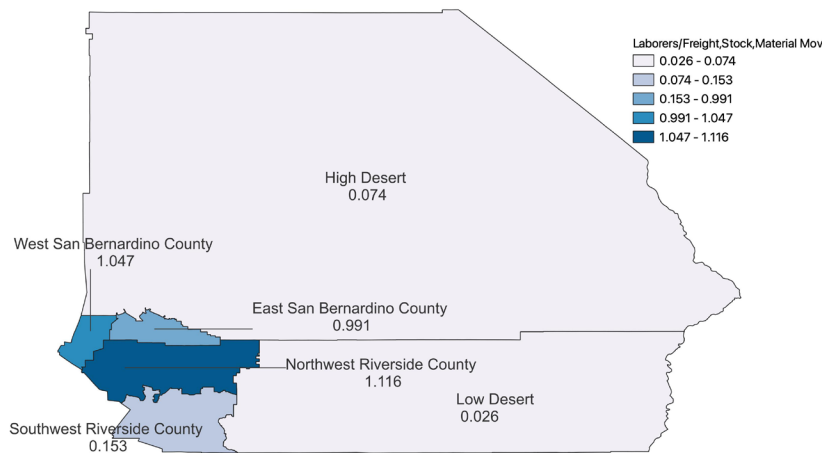 Laborers/Freight,Stock,Material Mov
0.026 - 0.074
0.074 - 0.153
0.153 - 0.991
0.991 - 1.047
1.047 - 1.116
High Desert
0.074
West San Bernardino County
1.047
East San Bernardino County
0.991
Northwest Riverside County
1.116
Low Desert
0.026
Southwest Riverside County
0.153